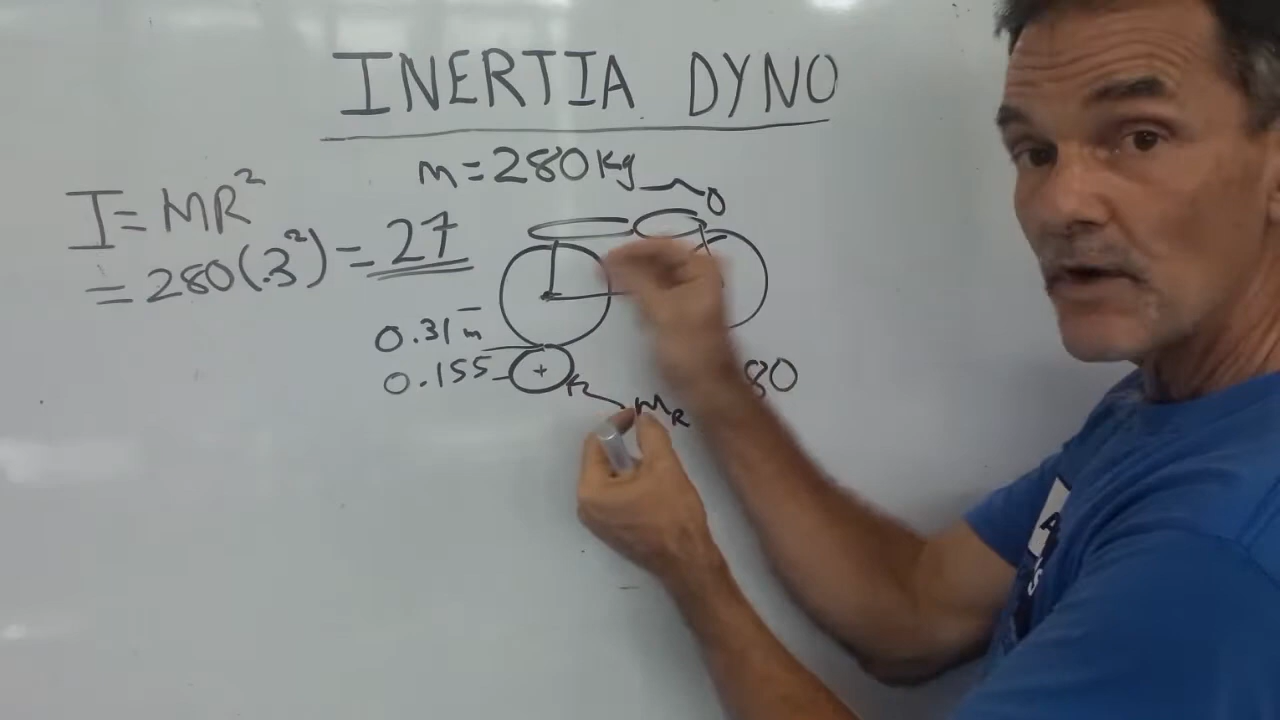 INERTIA DYNO
m=280kg
I=MR²
=280(.3²)=27
0.31m
0.155
+
MR
80